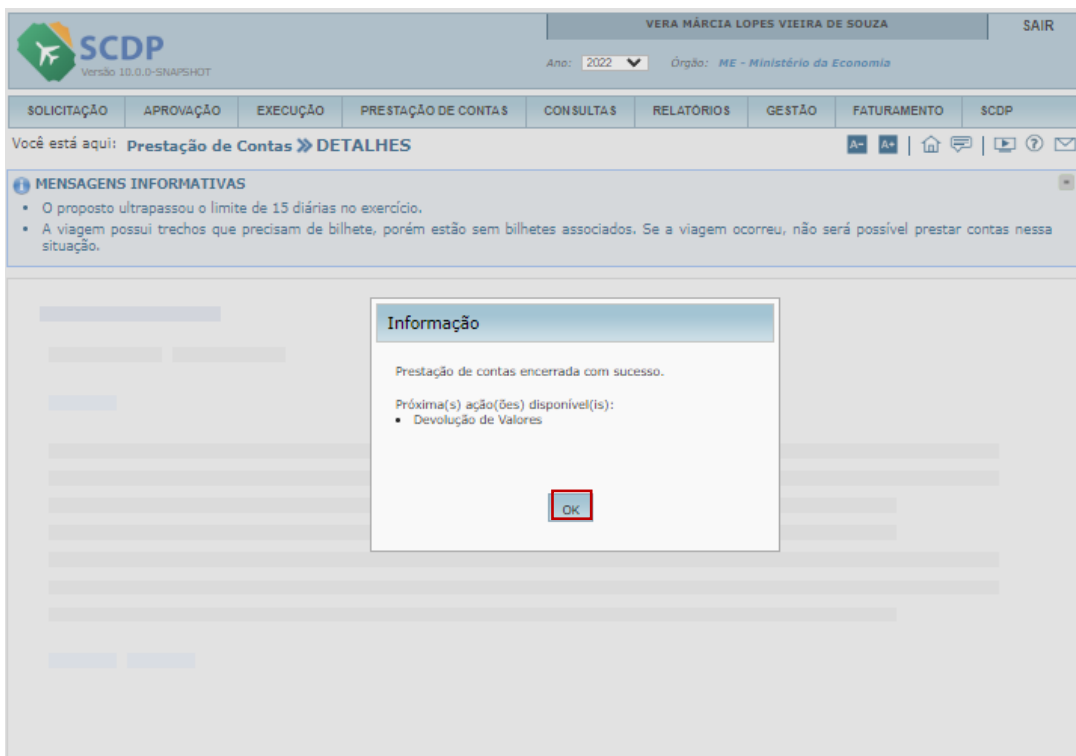 VERA MÁRCIA LOPES VIEIRA DE SOUZA
SAIR
SCDP
Versão 10.0.0-SNAPSHOT
Ano: 2022 Órgão: ME - Ministério da Economia
SOLICITAÇÃO APROVAÇÃO EXECUÇÃO PRESTAÇÃO DE CONTAS CONSULTAS RELATÓRIOS GESTÃO FATURAMENTO SCDP
Você está aqui: Prestação de Contas >> DETALHES
A- A+
MENSAGENS INFORMATIVAS
• O proposto ultrapassou o limite de 15 diárias no exercício.
• A viagem possui trechos que precisam de bilhete, porém estão sem bilhetes associados. Se a viagem ocorreu, não será possível prestar contas nessa
situação.
Informação
Prestação de contas encerrada com sucesso.
Próxima(s) ação(ões) disponível(is):
• Devolução de Valores
OK